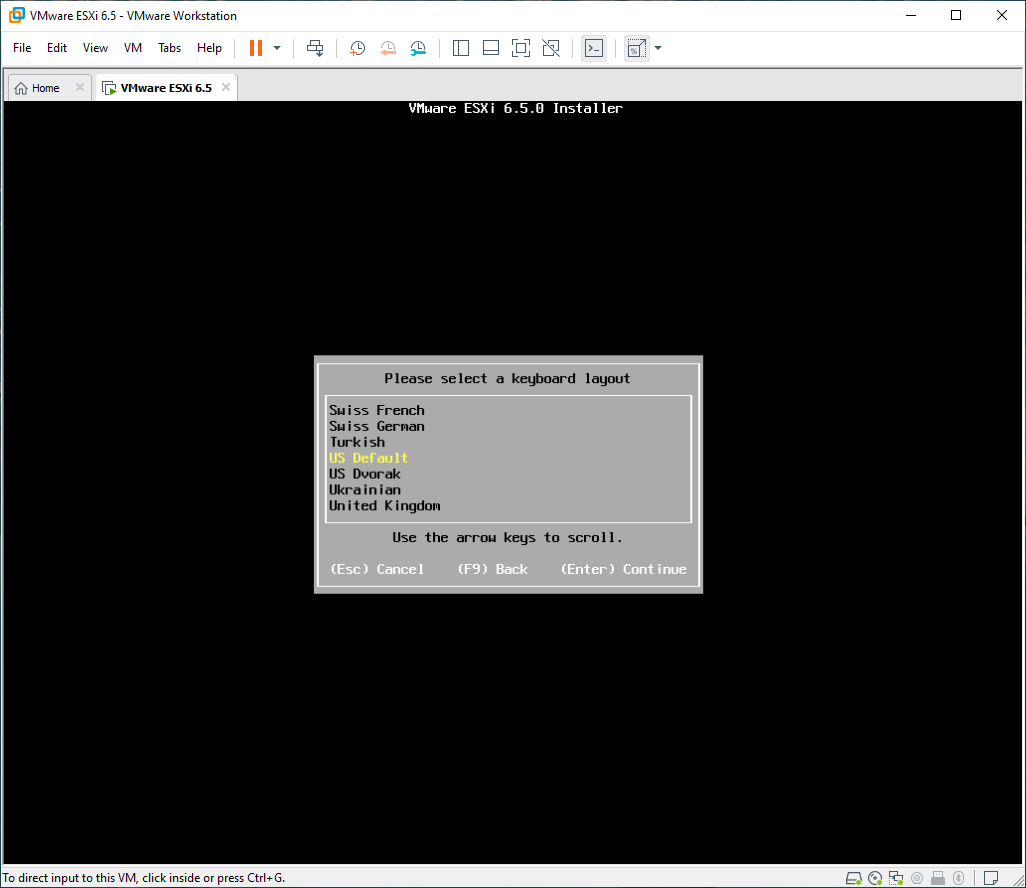 VMware ESXi 6.5 - VMware Workstation
File Edit View VM Tabs Help
Home VMware ESXi 6.5
VMware ESXi 6.5.0 Installer
Please select a keyboard layout
Swiss French
Swiss German
Turkish
US Default
US Dvorak
Ukrainian
United Kingdom
Use the arrow keys to scroll.
(Esc) Cancel (F9) Back (Enter) Continue
To direct input to this VM, click inside or press Ctrl+G.